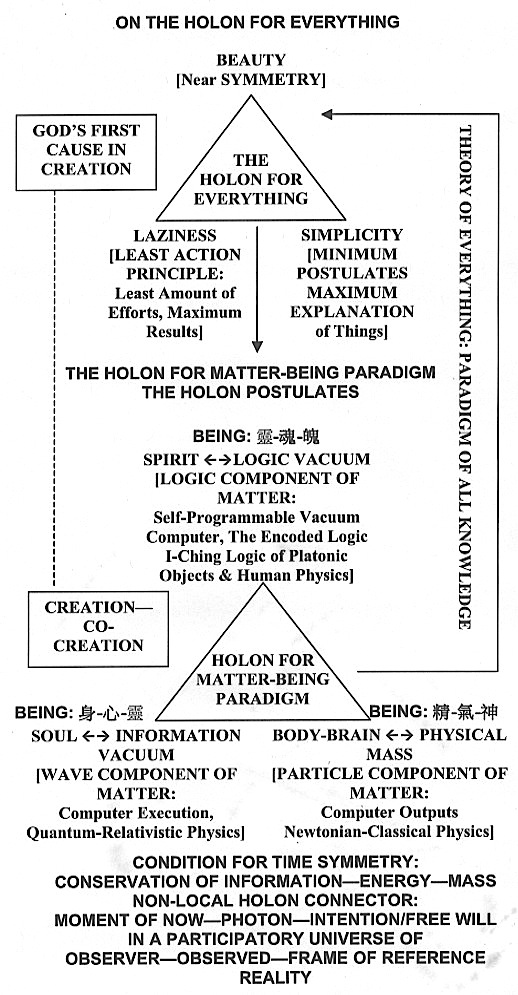 ON THE HOLON FOR EVERYTHING
BEAUTY
[Near SYMMETRY]
GOD'S FIRST
CAUSE IN
CREATION
THE
HOLON FOR
EVERYTHING
LAZINESS
[LEAST ACTION
PRINCIPLE:
Least Amount of
Efforts, Maximum
Results]
SIMPLICITY
[MINIMUM
POSTULATES
MAXIMUM
EXPLANATION
of Things]
THEORY OF EVERYTHING: PARADIGM OF ALL KNOWLEDGE
THE HOLON FOR MATTER-BEING PARADIGM
THE HOLON POSTULATES
BEING: 靈-魂-魄
SPIRIT ←→LOGIC VACUUM
[LOGIC COMPONENT OF
MATTER:
Self-Programmable Vacuum
Computer, The Encoded Logic
I-Ching Logic of Platonic
Objects & Human Physics]
CREATION—
CO-
CREATION
HOLON FOR
MATTER-BEING
PARADIGM
BEING: 身-心-靈
SOUL ←→ INFORMATION
VACUUM
[WAVE COMPONENT OF
MATTER:
Computer Execution,
Quantum-Relativistic Physics]
BEING: 精-氣-神
BODY-BRAIN ←→ PHYSICAL
MASS
[PARTICLE COMPONENT OF
MATTER:
Computer Outputs
Newtonian-Classical Physics]
CONDITION FOR TIME SYMMETRY:
CONSERVATION OF INFORMATION—ENERGY—MASS
NON-LOCAL HOLON CONNECTOR:
MOMENT OF NOW—PHOTON—INTENTION/FREE WILL
IN A PARTICIPATORY UNIVERSE OF
OBSERVER—OBSERVED—FRAME OF REFERENCE
REALITY